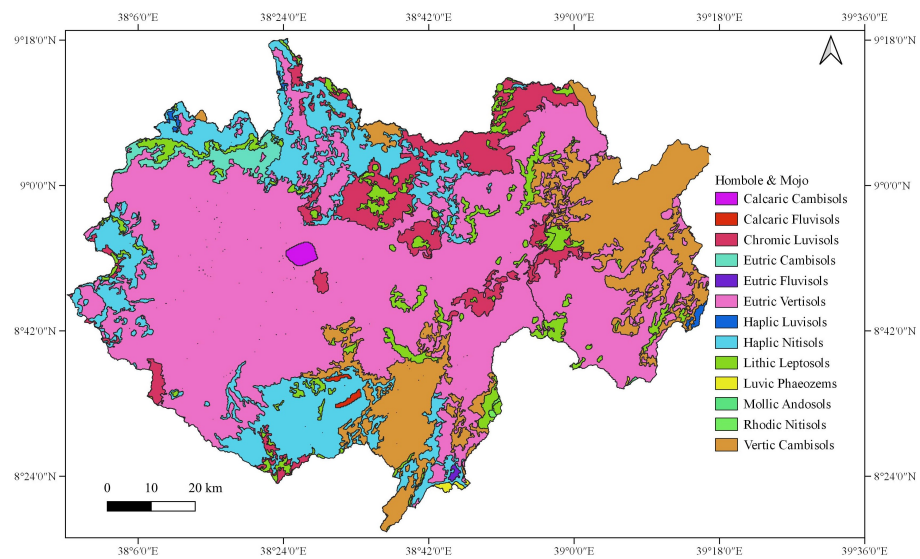 38°6'0"E 38°24'0"E 38°42'0"E 39°0'0"E 39°18'0"E 39°36'0"E
9°18'0"N 9°18'0"N
9°0'0"N 9°0'0"N
Hombole & Mojo
Calcaric Cambisols
Calcaric Fluvisols
Chromic Luvisols
Eutric Cambisols
Eutric Fluvisols
Eutric Vertisols
Haplic Luvisols
8°42'0"N 8°42'0"N
Haplic Nitisols
Lithic Leptosols
Luvic Phaeozems
Mollic Andosols
Rhodic Nitisols
Vertic Cambisols
8°24'0"N 8°24'0"N
0 10 20 km
38°6'0"E 38°24'0"E 38°42'0"E 39°0'0"E 39°18'0"E 39°36'0"E